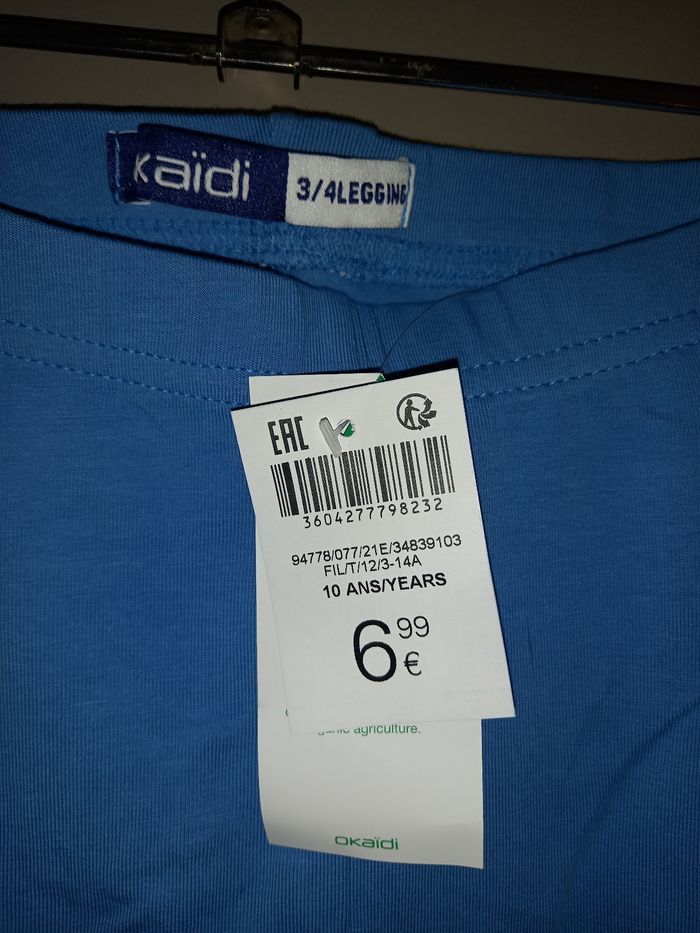 Kaïdi
3/4LEGGING
EAC
3604277798232
94778/077/21E/34839103
FIL/T/12/3-14A
10 ANS/YEARS
6 99 €
agriculture.
oKaïdi